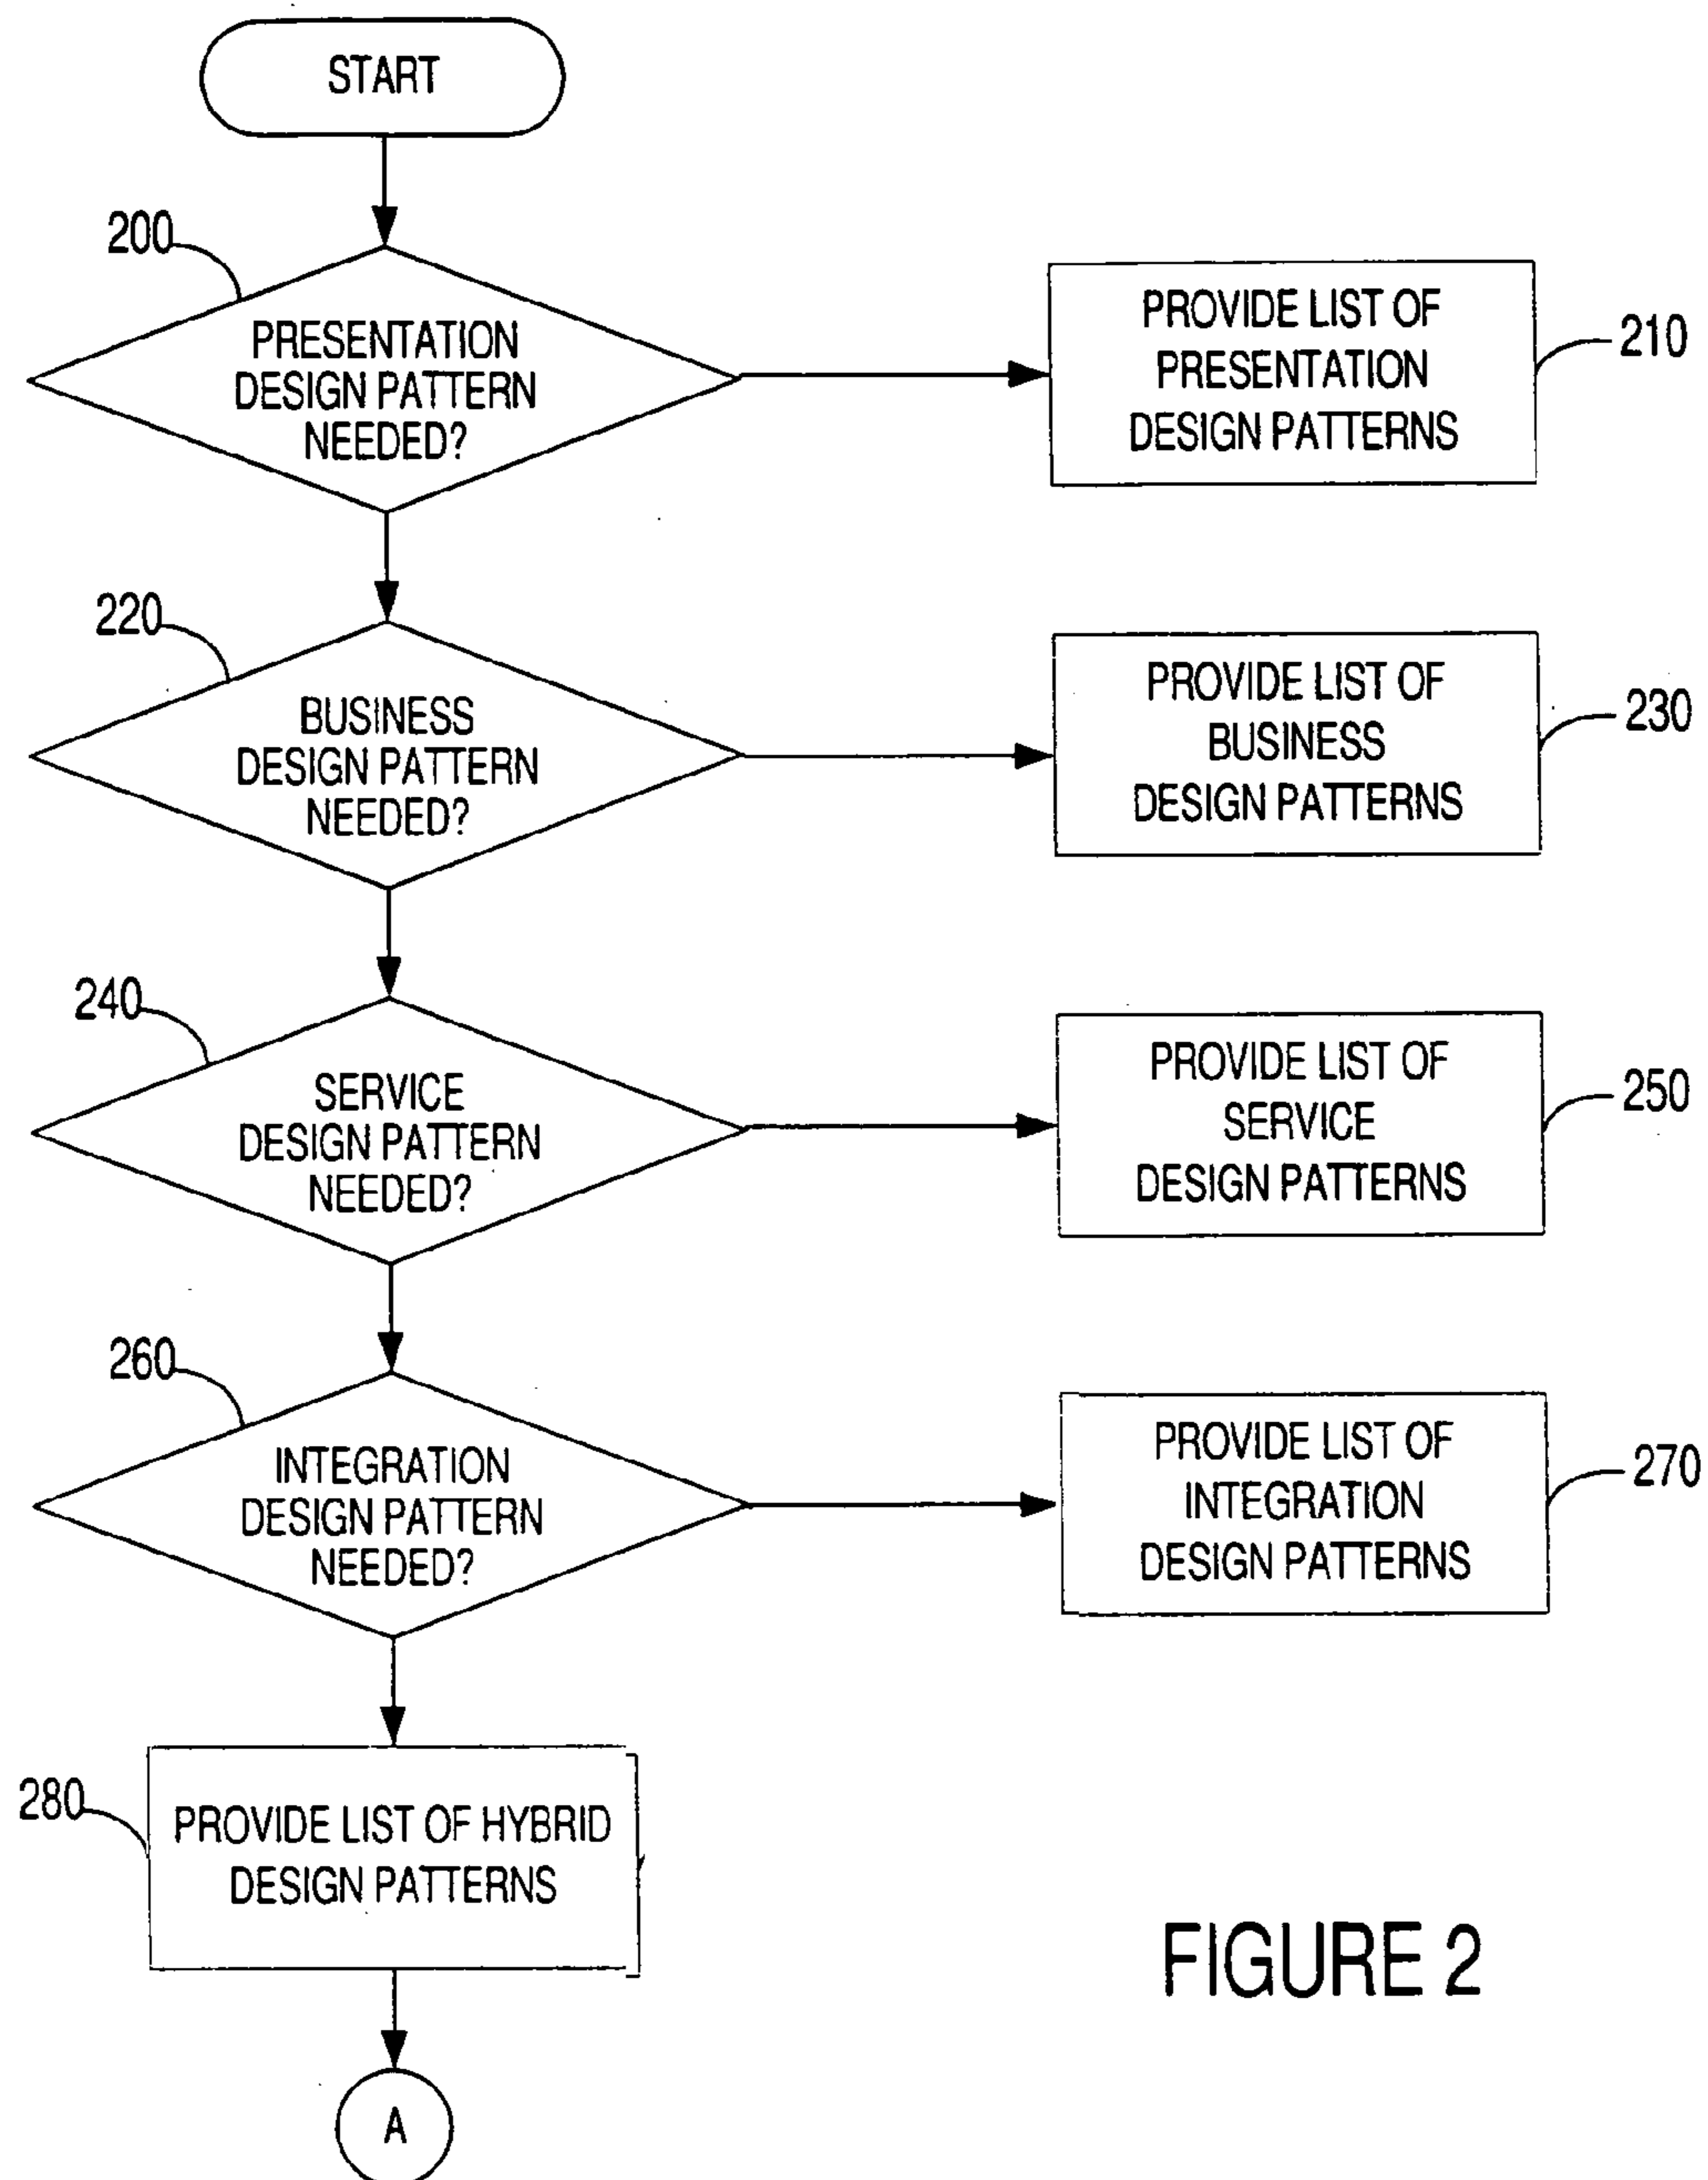 START
200
PRESENTATION
DESIGN PATTERN
NEEDED?
PROVIDE LIST OF
PRESENTATION
DESIGN PATTERNS
210
220
BUSINESS
DESIGN PATTERN
NEEDED?
PROVIDE LIST OF
BUSINESS
DESIGN PATTERNS
230
240
SERVICE
DESIGN PATTERN
NEEDED?
PROVIDE LIST OF
SERVICE
DESIGN PATTERNS
250
260
INTEGRATION
DESIGN PATTERN
NEEDED?
PROVIDE LIST OF
INTEGRATION
DESIGN PATTERNS
270
280
PROVIDE LIST OF HYBRID
DESIGN PATTERNS
FIGURE 2
A